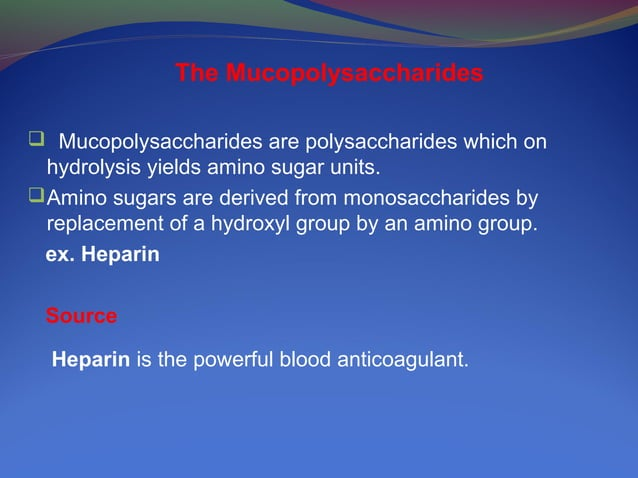 The Mucopolysaccharides
❑ Mucopolysaccharides are polysaccharides which on
hydrolysis yields amino sugar units.
❑Amino sugars are derived from monosaccharides by
replacement of a hydroxyl group by an amino group.
ex. Heparin
Source
Heparin is the powerful blood anticoagulant.